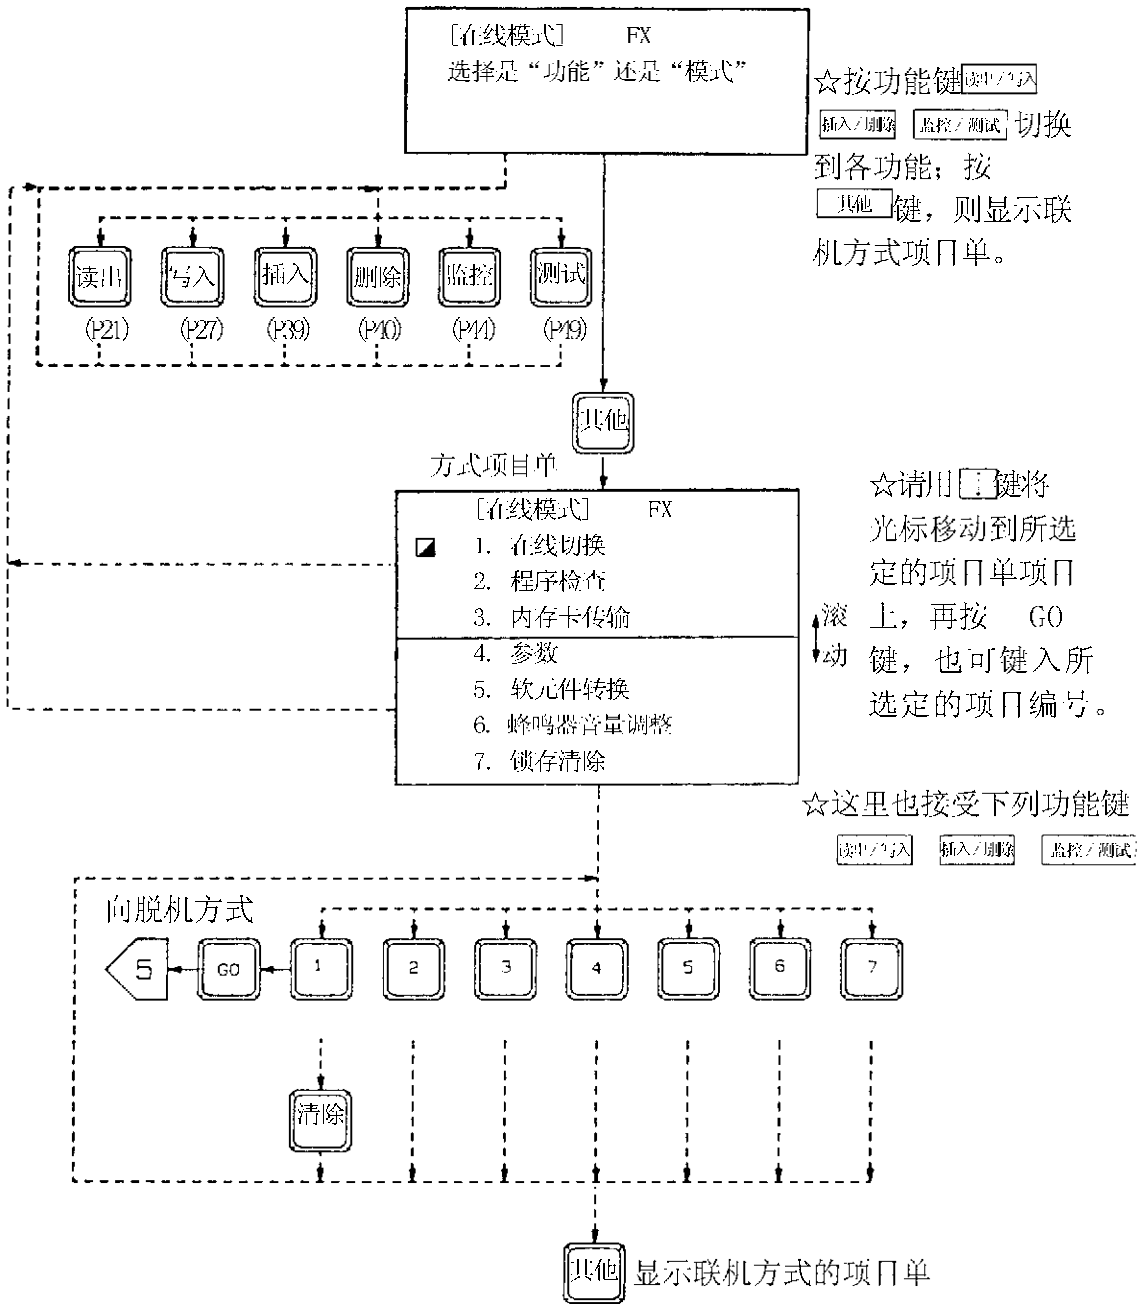 [在线模式] FX
选择是“功能”还是“模式”
☆按功能键 读出/写入
插入/删除 监控/测试 切换
到各功能；按
其他 键，则显示联
机方式项目单。
读出 写入 插入 删除 监控 测试
(P21) (P27) (P39) (P40) (P44) (P49)
其他
方式项目单
[在线模式] FX
1. 在线切换
2. 程序检查
3. 内存卡传输
4. 参数
5. 软元件转换
6. 蜂鸣器音量调整
7. 锁存清除
滚
动
☆请用 键将
光标移动到所选
定的项目单项目
上，再按 GO
键，也可键入所
选定的项目编号。
☆这里也接受下列功能键
读出/写入 插入/删除 监控/测试
向脱机方式
5 GO 1 2 3 4 5 6 7
清除
其他 显示联机方式的项目单